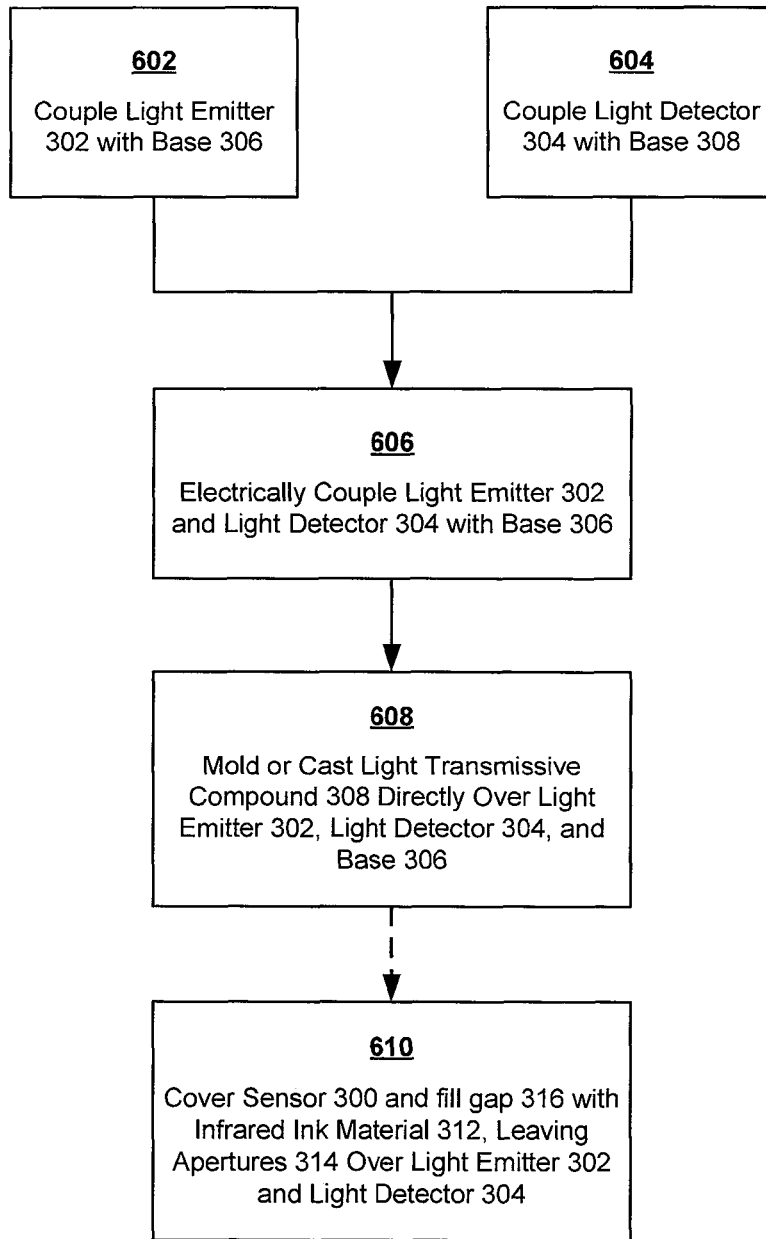 602
Couple Light Emitter
302 with Base 306
604
Couple Light Detector
304 with Base 308
606
Electrically Couple Light Emitter 302
and Light Detector 304 with Base 306
608
Mold or Cast Light Transmissive
Compound 308 Directly Over Light
Emitter 302, Light Detector 304, and
Base 306
610
Cover Sensor 300 and fill gap 316 with
Infrared Ink Material 312, Leaving
Apertures 314 Over Light Emitter 302
and Light Detector 304